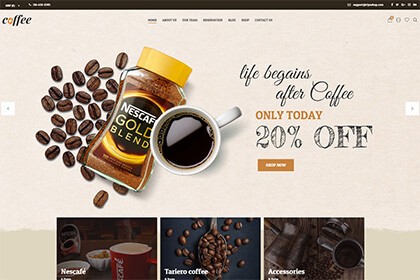 coffee
HOME
ABOUT US
OUR TEAM
RESERVATION
BLOG
SHOP
CONTACT US
life begains
after Coffee
ONLY TODAY
20% OFF
SHOP NOW
NESCAFÉ
GOLD
BLEND
Nescafé
Tariero coffee
Accessories